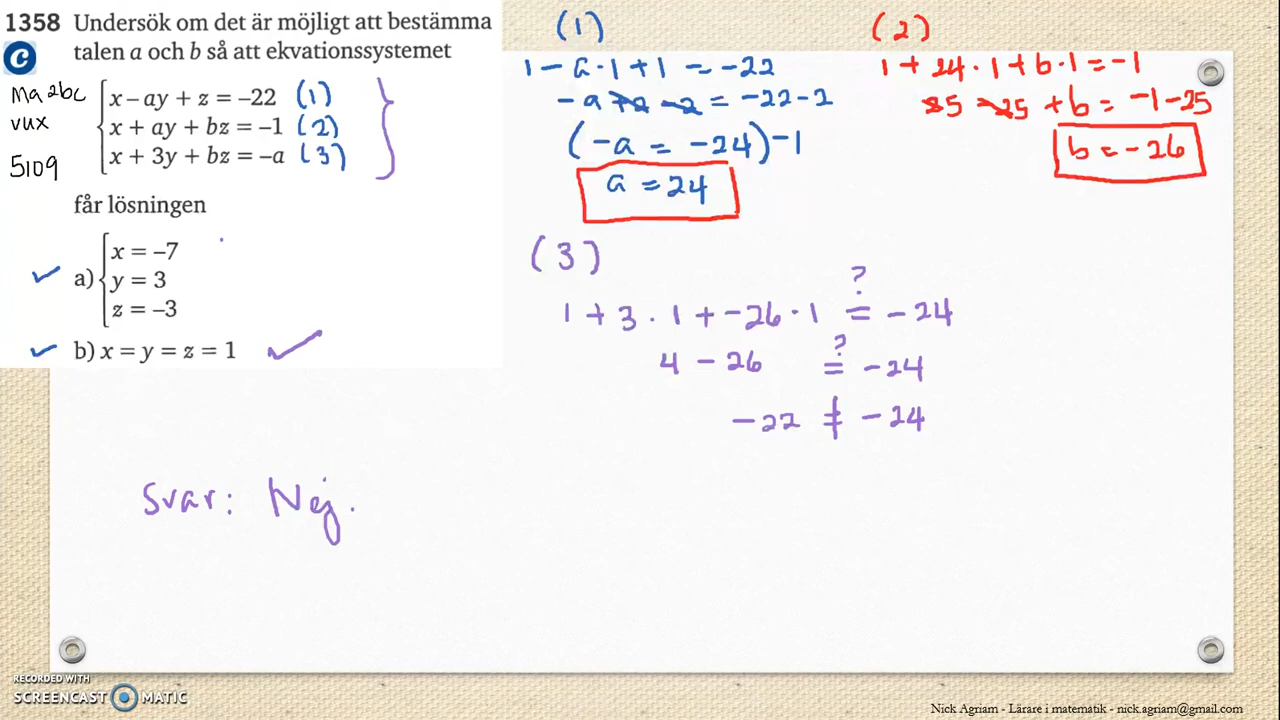 1358 Undersök om det är möjligt att bestämma
talen a och b så att ekvationssystemet
C
Ma2bc
vux
5109
x – ay + z = –22 (1)
x + ay + bz = –1 (2)
x + 3y + bz = –a (3)
får lösningen
a) x = –7
y = 3
z = –3
b) x = y = z = 1
(1)
1 – a·1 + 1 = –22
–a +2 –2 = –22–2
(–a = –24)–1
a = 24
(2)
1 + 24·1 + b·1 = –1
25 –25 + b = –1–25
b = –26
(3)
1 + 3·1 + –26·1 ?= –24
4 – 26 ?= –24
–22 ≠ –24
Svar: Nej.
RECORDED WITH
SCREENCAST MATIC
Nick Agriam - Lärare i matematik - nick.agriam@gmail.com